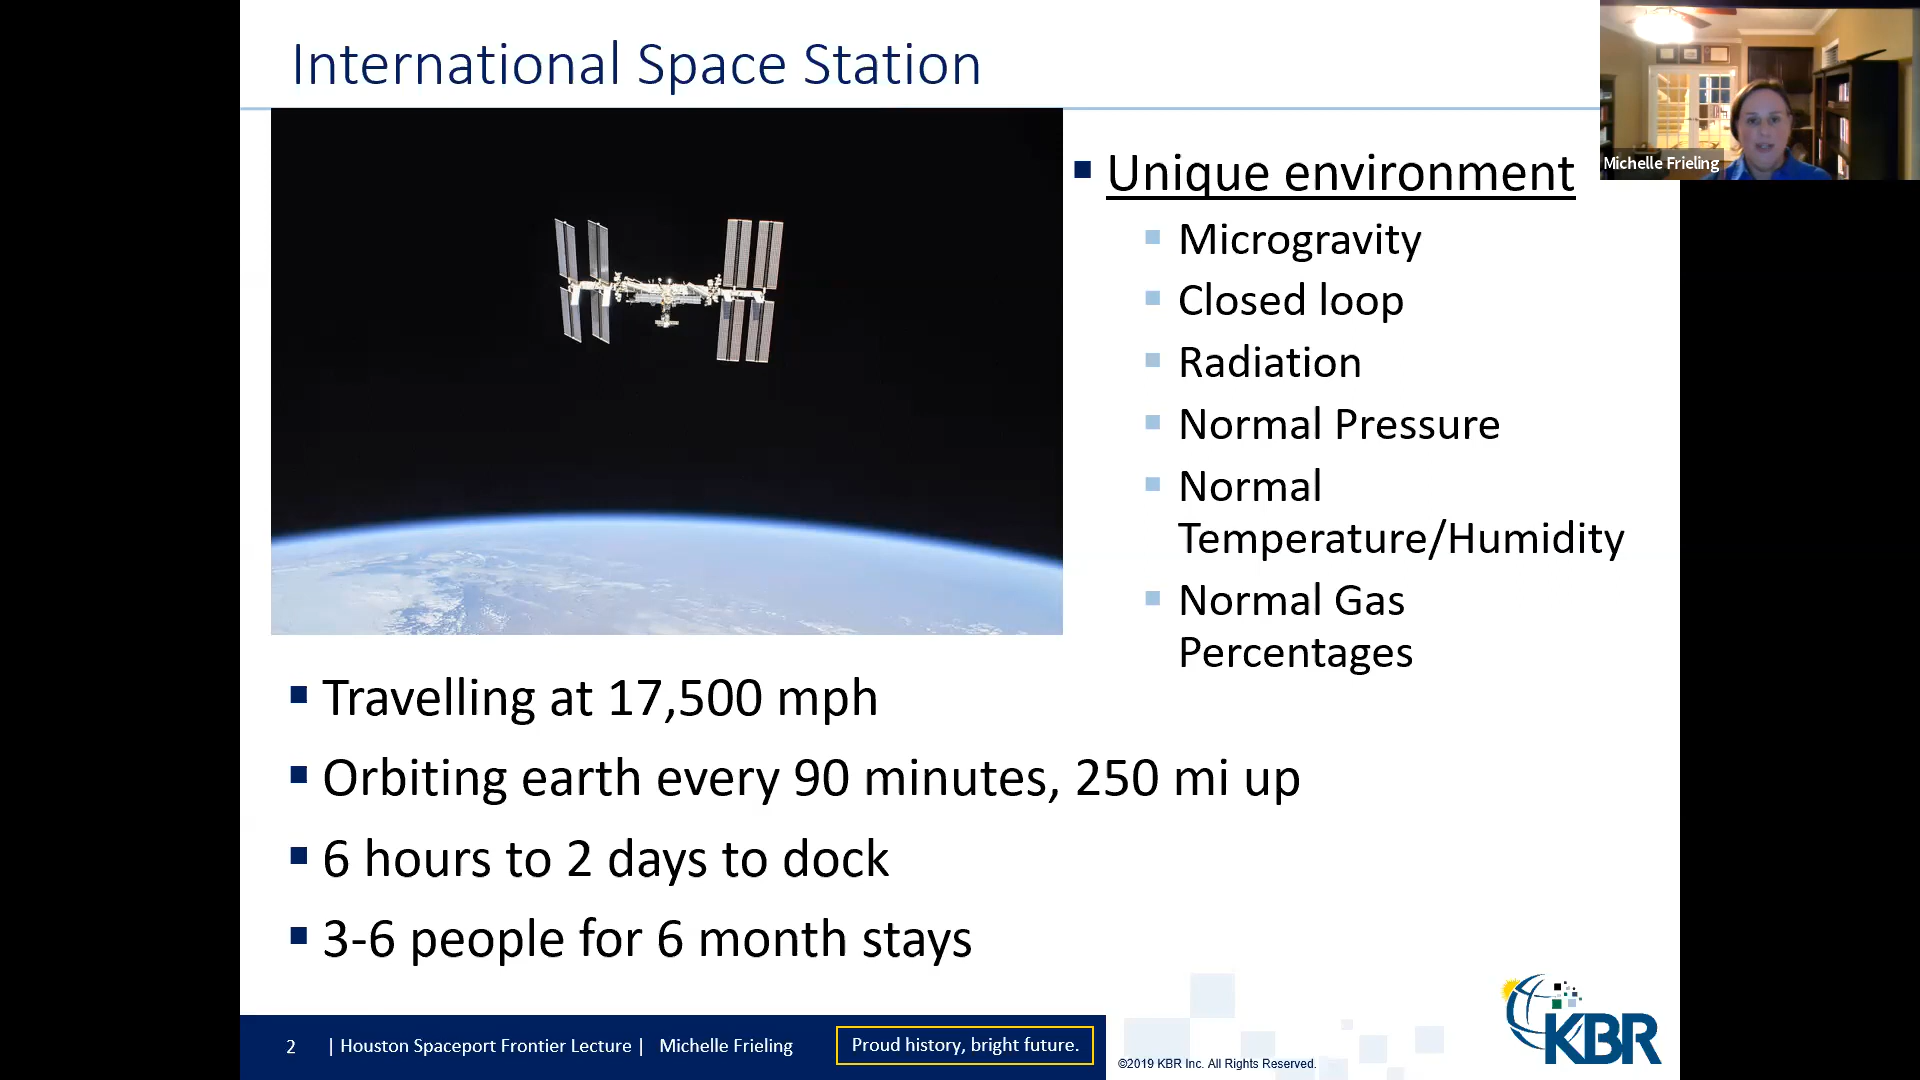 International Space Station
Michelle Frieling
Unique environment
Microgravity
Closed loop
Radiation
Normal Pressure
Normal
Temperature/Humidity
Normal Gas
Percentages
Travelling at 17,500 mph
Orbiting earth every 90 minutes, 250 mi up
6 hours to 2 days to dock
3-6 people for 6 month stays
2 | Houston Spaceport Frontier Lecture | Michelle Frieling
Proud history, bright future.
©2019 KBR Inc. All Rights Reserved.
KBR